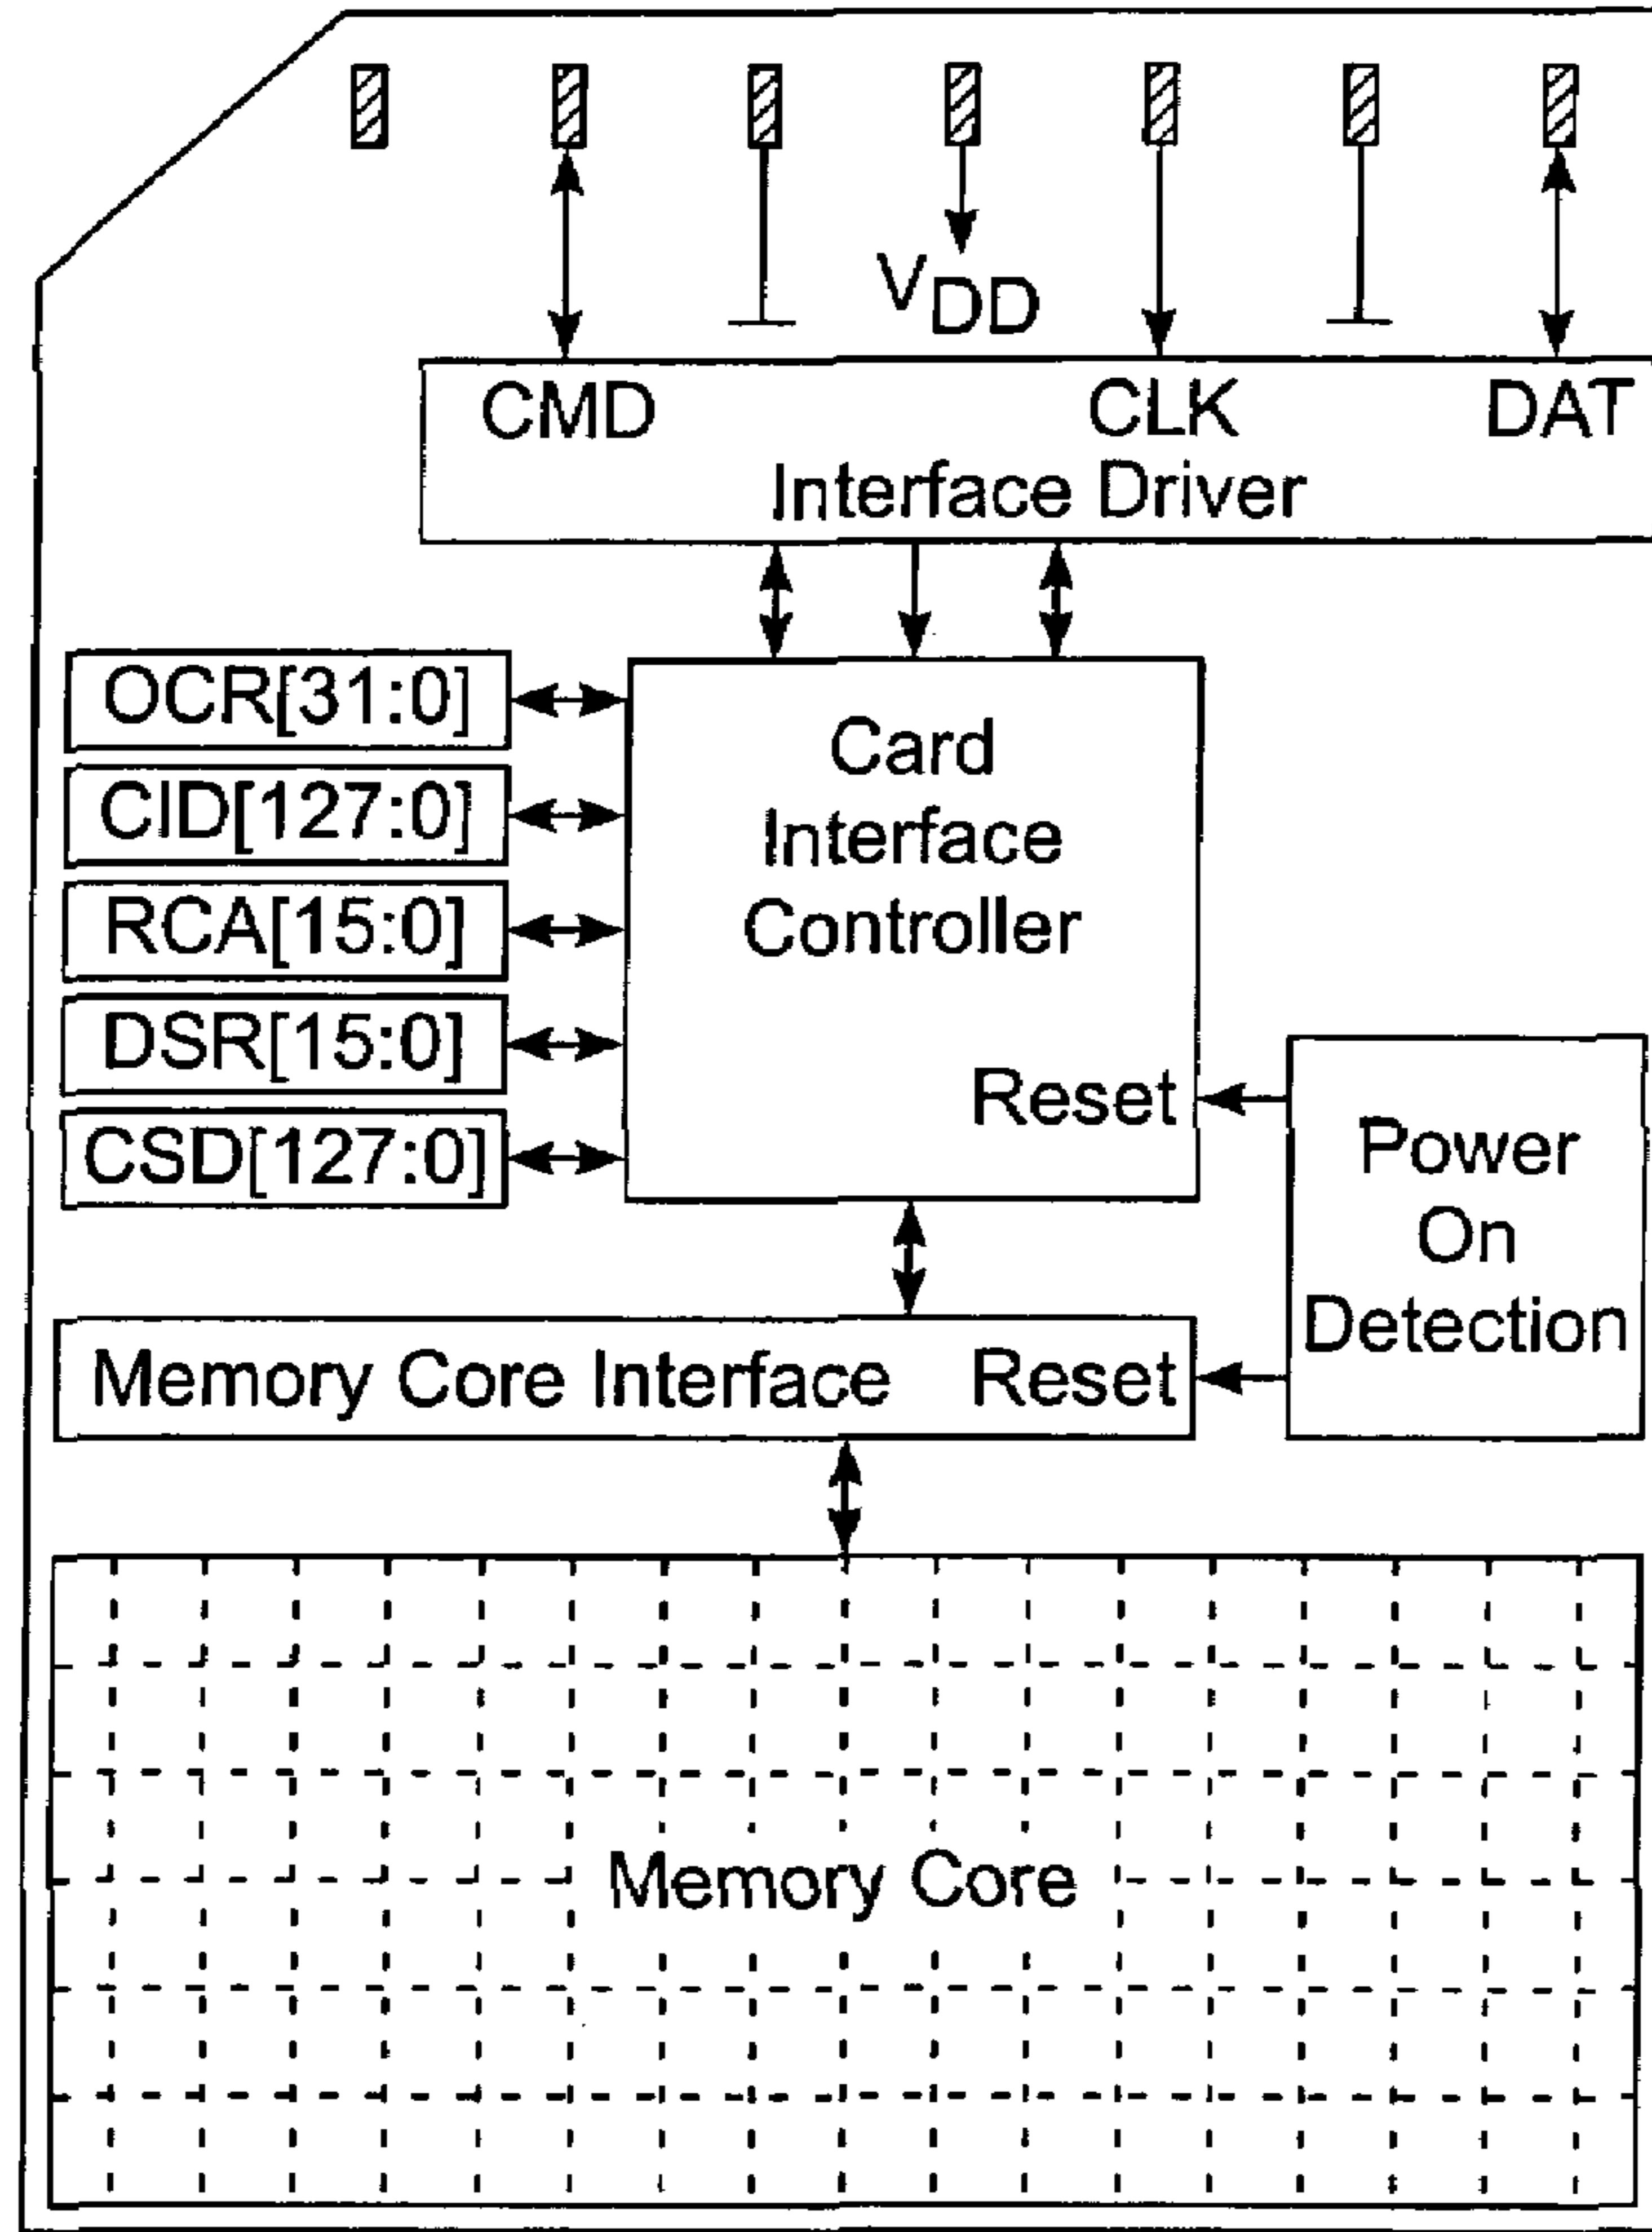 VDD
CMD CLK DAT
Interface Driver
OCR[31:0]
CID[127:0]
RCA[15:0]
DSR[15:0]
CSD[127:0]
Card
Interface
Controller
Reset
Power
On
Detection
Memory Core Interface Reset
Memory Core